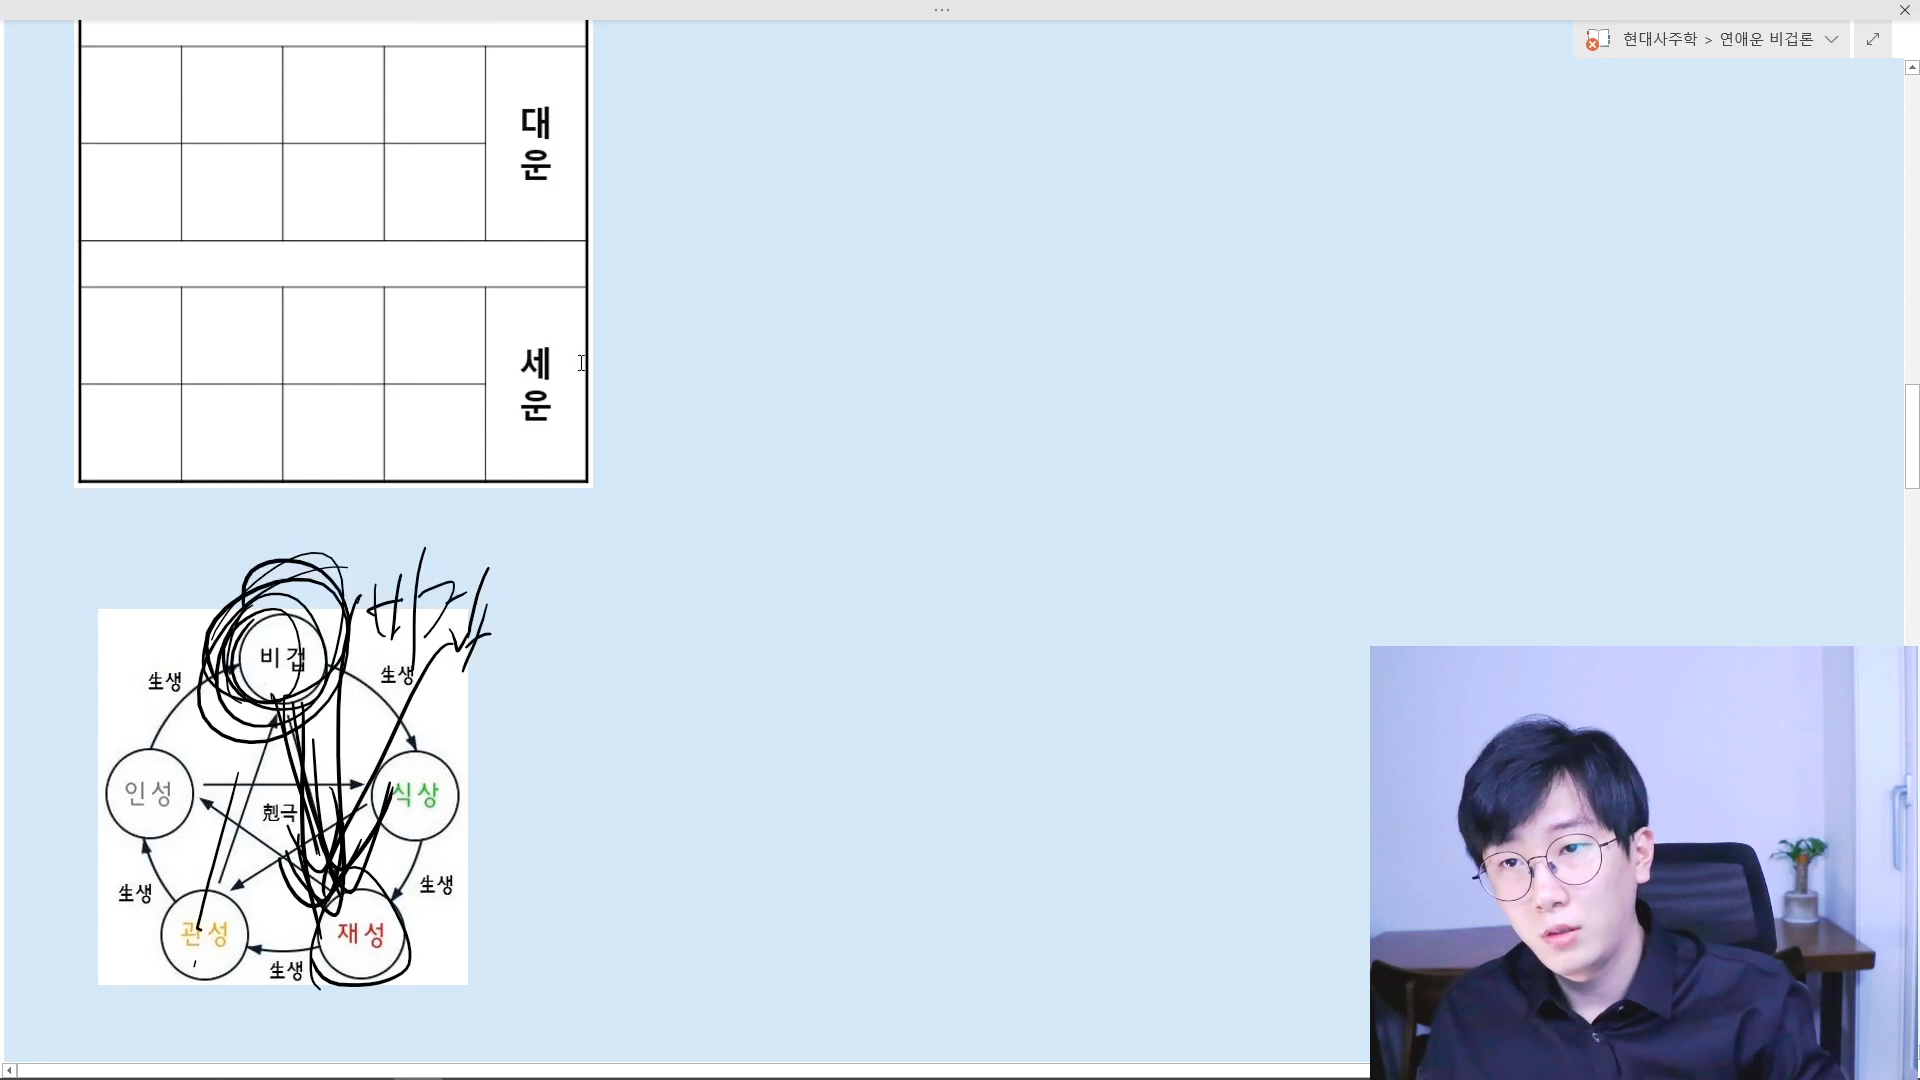 현대사주학 > 연애운 비겁론
대
운
세
운
비겁
生생
生생
인성
식상
剋극
生생
生생
관성
재성
生생
비겁